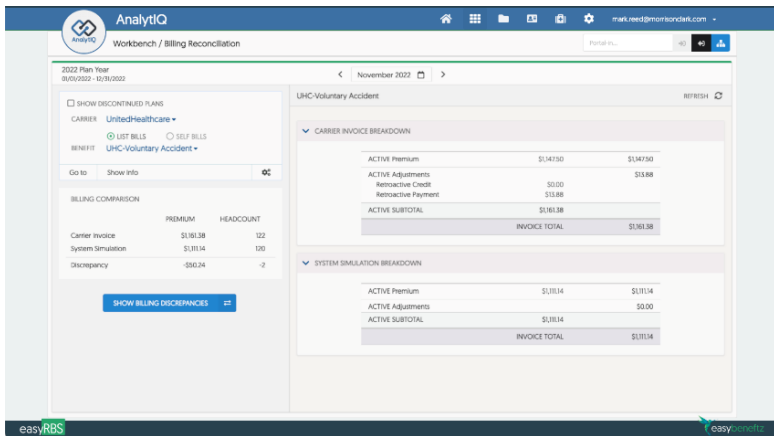 AnalytIQ
mark.reed@morrisondark.com
AnalytIQ
Workbench / Billing Reconciliation
Portal-In...
2022 Plan Year
01/01/2022 - 12/31/2022
November 2022
SHOW DISCONTINUED PLANS
CARRIER UnitedHealthcare
LIST BILLS SELF BILLS
BENEFIT UHC-Voluntary Accident
Go to Show Info
BILLING COMPARISON
PREMIUM HEADCOUNT
Carrier Invoice $1,161.38 122
System Simulation $1,111.14 120
Discrepancy -$50.24 -2
SHOW BILLING DISCREPANCIES
UHC-Voluntary Accident REFRESH
CARRIER INVOICE BREAKDOWN
ACTIVE Premium $1,147.50 $1,147.50
ACTIVE Adjustments $13.88
Retroactive Credit $0.00
Retroactive Payment $13.88
ACTIVE SUBTOTAL $1,161.38
INVOICE TOTAL $1,161.38
SYSTEM SIMULATION BREAKDOWN
ACTIVE Premium $1,111.14 $1,111.14
ACTIVE Adjustments $0.00
ACTIVE SUBTOTAL $1,111.14
INVOICE TOTAL $1,111.14
easyRBS
easybenefitz